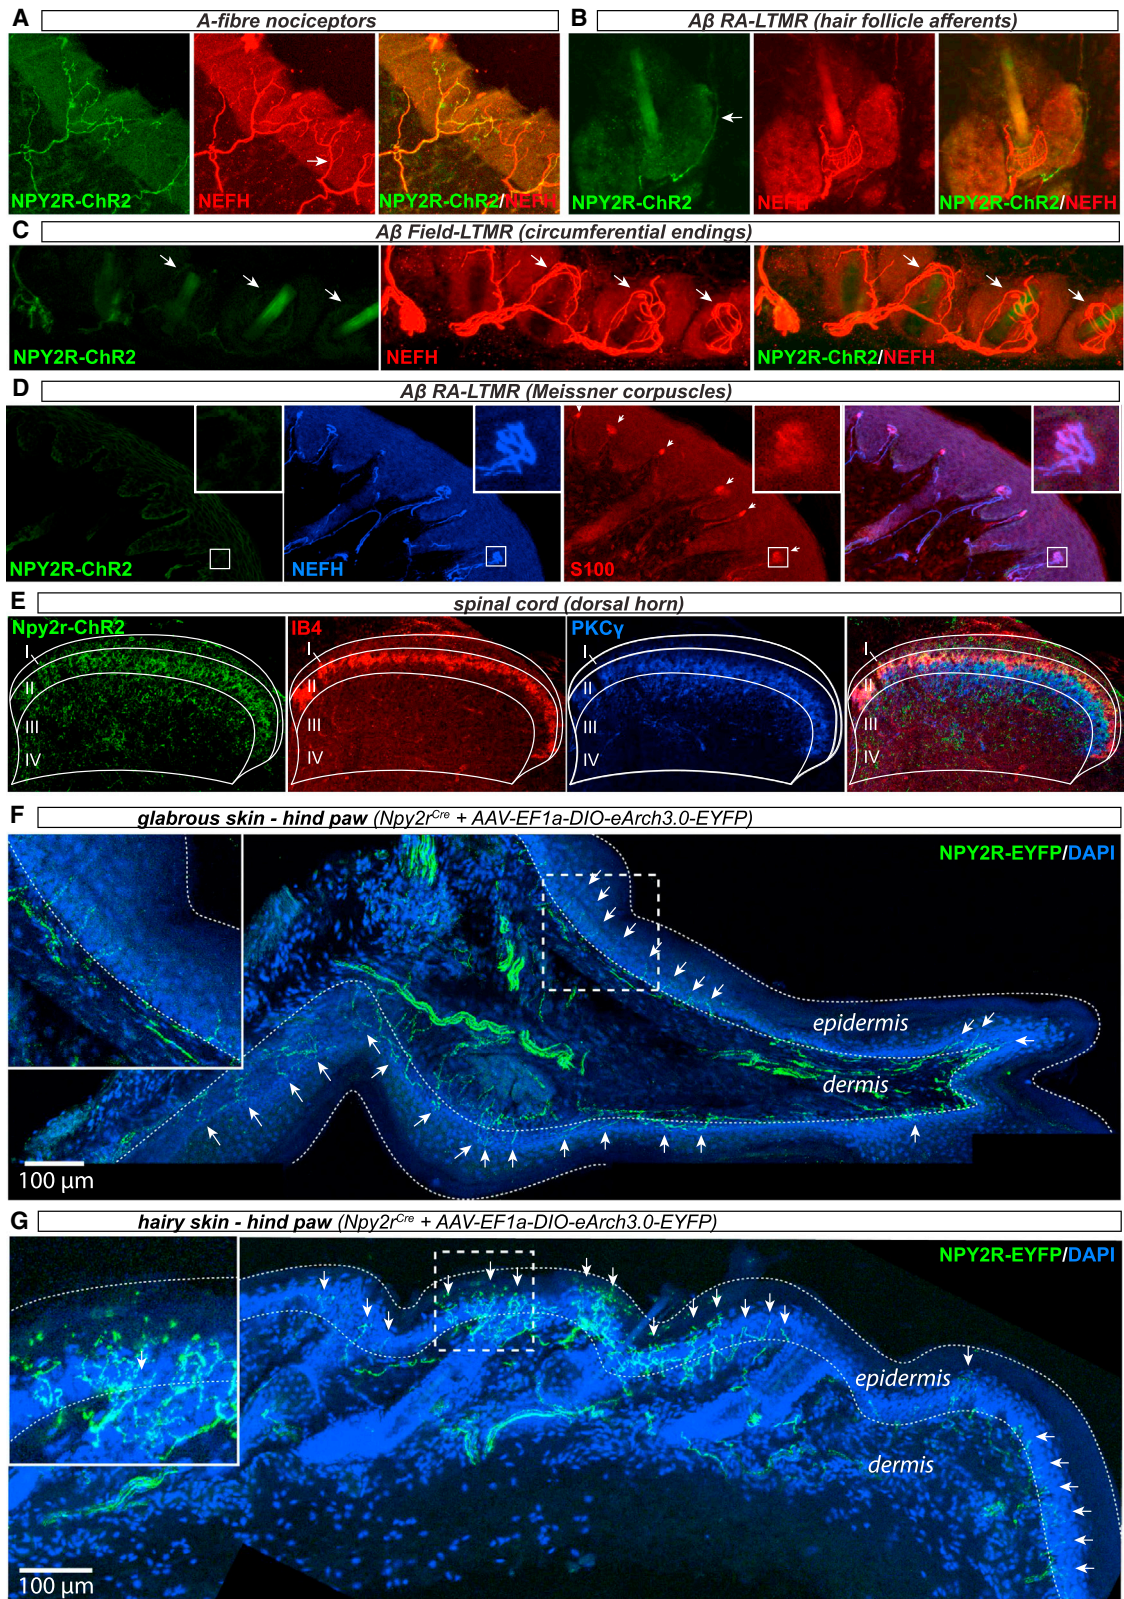 A A-fibre nociceptors
NPY2R-ChR2
NEFH
NPY2R-ChR2/NEFH
B Aβ RA-LTMR (hair follicle afferents)
NPY2R-ChR2
NEFH
NPY2R-ChR2/NEFH
C Aβ Field-LTMR (circumferential endings)
NPY2R-ChR2
NEFH
NPY2R-ChR2/NEFH
D Aβ RA-LTMR (Meissner corpuscles)
NPY2R-ChR2
NEFH
S100
E spinal cord (dorsal horn)
Npy2r-ChR2
I
II
III
IV
IB4
I
II
III
IV
PKCγ
I
II
III
IV
I
II
III
IV
F glabrous skin - hind paw (Npy2rCre + AAV-EF1a-DIO-eArch3.0-EYFP)
NPY2R-EYFP/DAPI
epidermis
dermis
100 µm
G hairy skin - hind paw (Npy2rCre + AAV-EF1a-DIO-eArch3.0-EYFP)
NPY2R-EYFP/DAPI
epidermis
dermis
100 µm